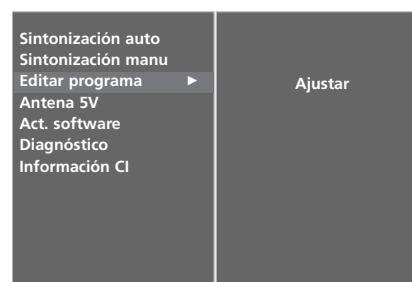 Sintonización auto
Sintonización manu
Editar programa ►
Ajustar
Antena 5V
Act. software
Diagnóstico
Información CI